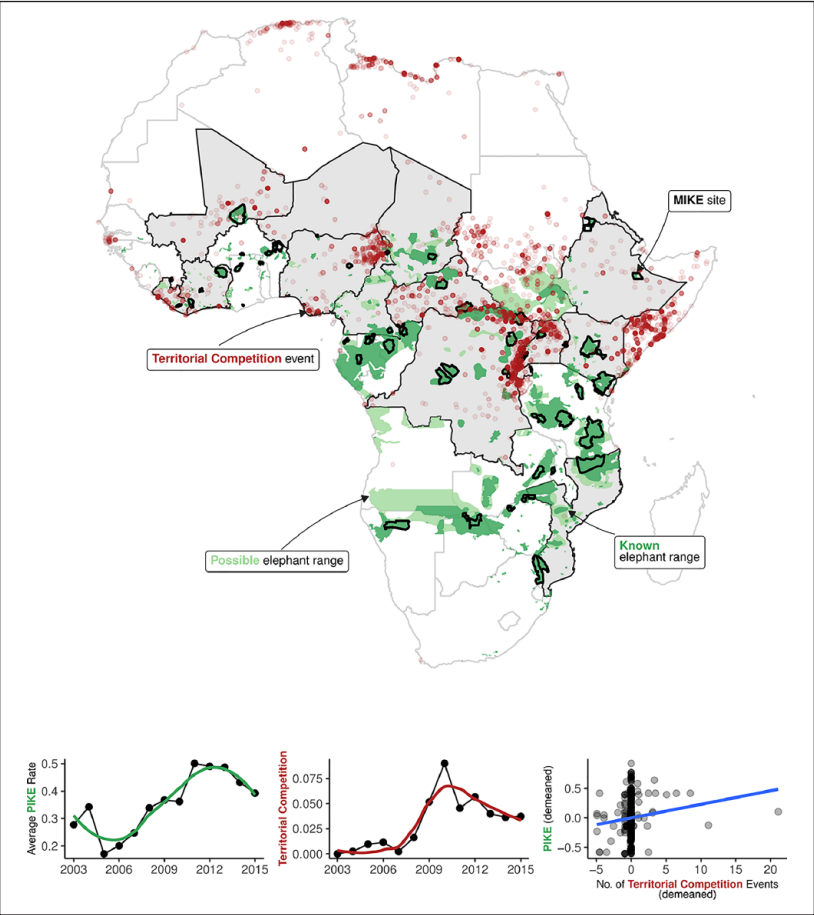 MIKE site
Territorial Competition event
Possible elephant range
Known
elephant range
Average PIKE Rate
0.5
0.4
0.3
0.2
2003
2006
2009
2012
2015
Territorial Competition
0.075
0.050
0.025
0.000
2003
2006
2009
2012
2015
PIKE (demeaned)
0.5
0.0
−0.5
−5
0
5
10
15
20
No. of Territorial Competition Events
(demeaned)